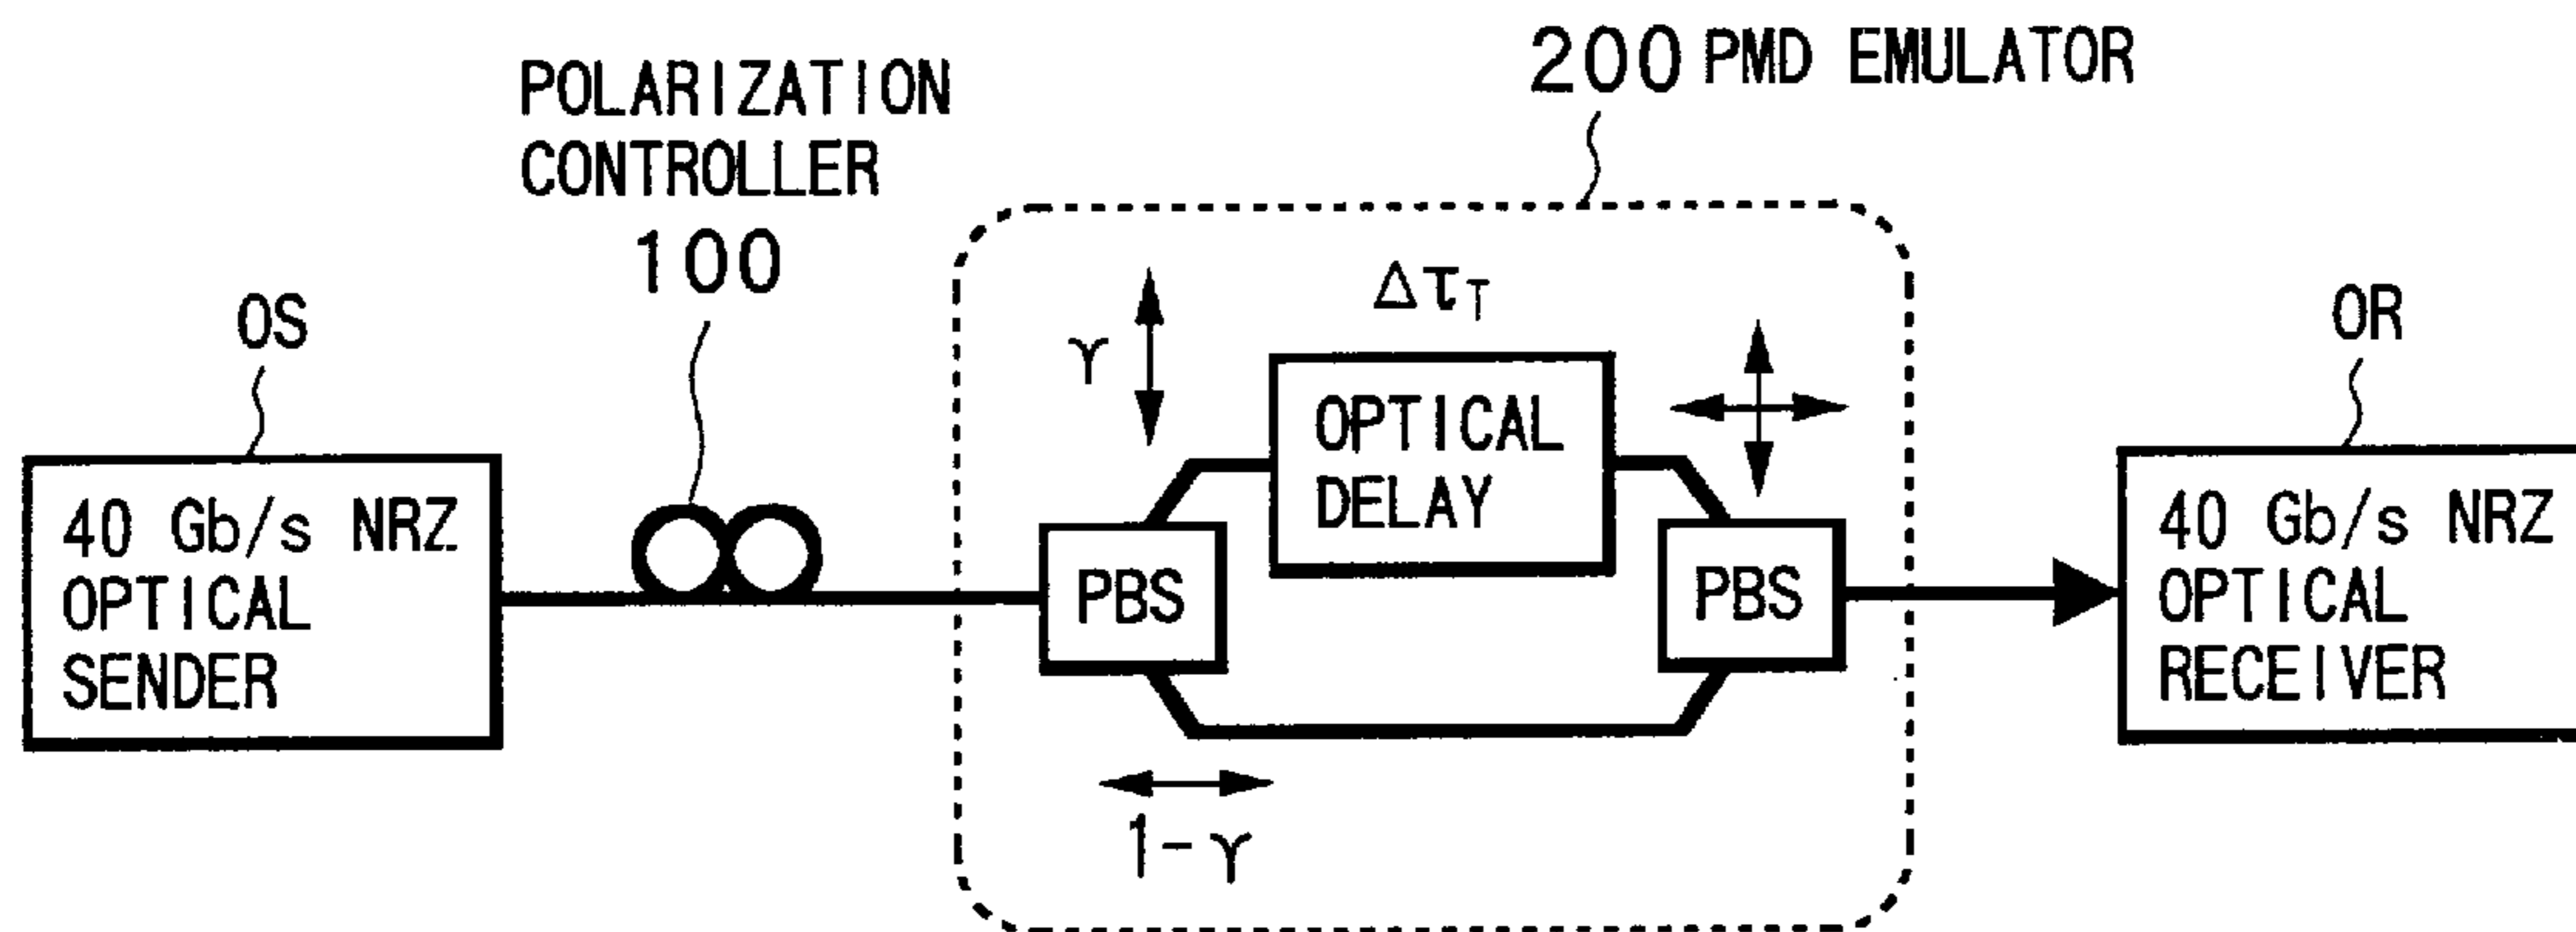 200 PMD EMULATOR
POLARIZATION
CONTROLLER
100
OS
40 Gb/s NRZ
OPTICAL
SENDER
γ
ΔτT
OPTICAL
DELAY
PBS
PBS
1-γ
OR
40 Gb/s NRZ
OPTICAL
RECEIVER